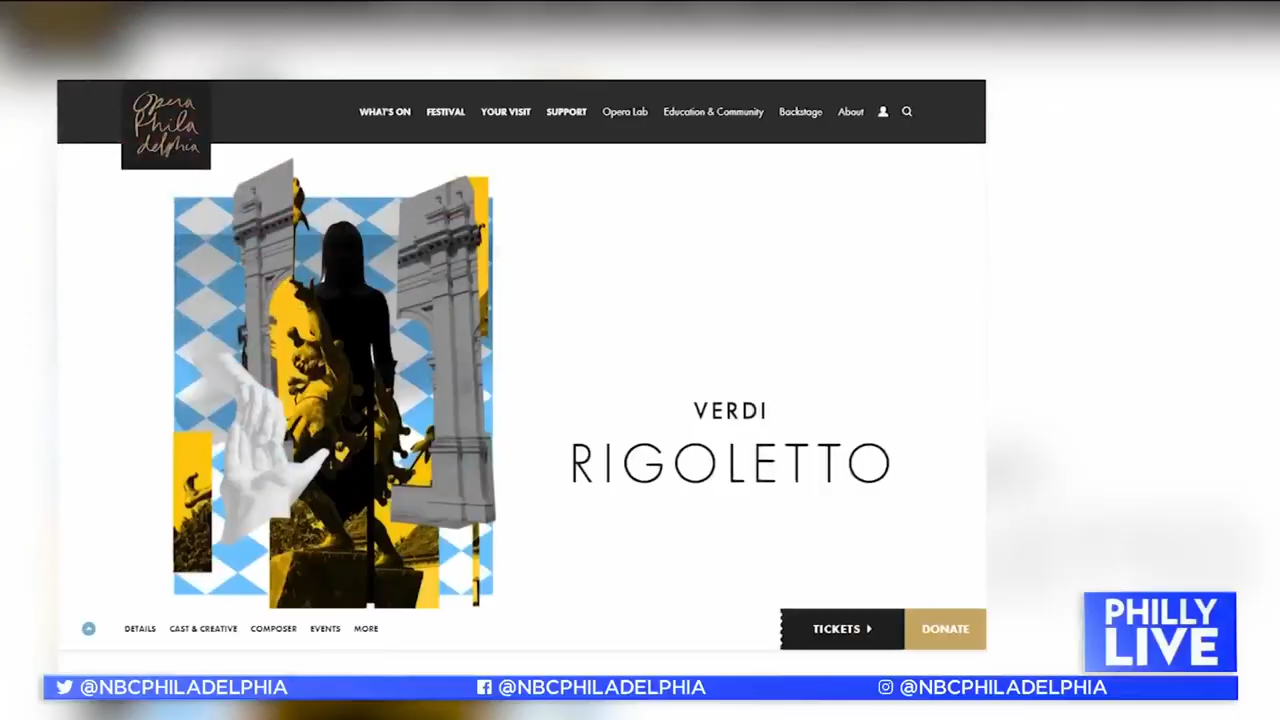 Opera
Phila
delphia
WHAT'S ON FESTIVAL YOUR VISIT SUPPORT Opera Lab Education & Community Backstage About
VERDI
RIGOLETTO
DETAILS CAST & CREATIVE COMPOSER EVENTS MORE
TICKETS DONATE
PHILLY
LIVE
@NBCPHILADELPHIA @NBCPHILADELPHIA @NBCPHILADELPHIA